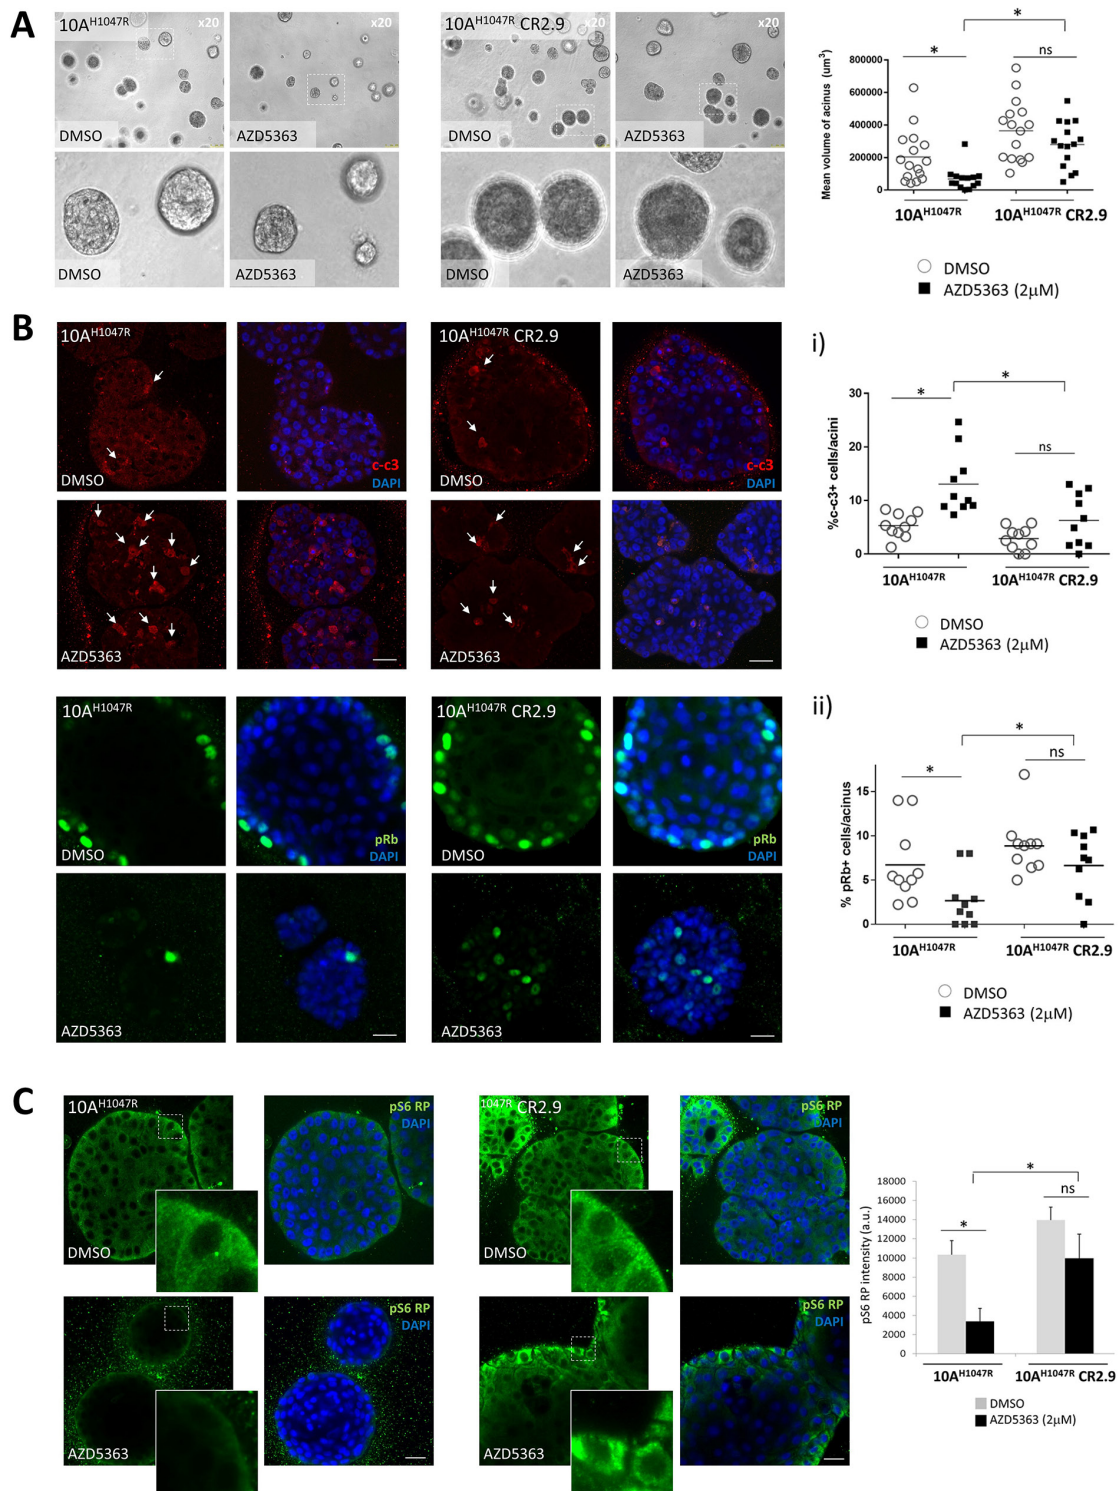 A
10A^H1047R
x20
10A^H1047R CR2.9
x20
DMSO
AZD5363
DMSO
AZD5363
DMSO
AZD5363
DMSO
AZD5363
*
*
ns
800000
600000
400000
200000
0
Mean volume of acinus (um³)
10A^H1047R
10A^H1047R CR2.9
DMSO
AZD5363 (2µM)
B
10A^H1047R
10A^H1047R CR2.9
c-c3
DAPI
c-c3
DAPI
DMSO
DMSO
AZD5363
AZD5363
i)
*
*
ns
30
20
10
0
%c-c3+ cells/acini
10A^H1047R
10A^H1047R CR2.9
DMSO
AZD5363 (2µM)
10A^H1047R
10A^H1047R CR2.9
pRb
DAPI
pRb
DAPI
DMSO
DMSO
AZD5363
AZD5363
ii)
*
*
ns
15
10
5
0
% pRb+ cells/acinus
10A^H1047R
10A^H1047R CR2.9
DMSO
AZD5363 (2µM)
C
10A^H1047R
pS6 RP
DAPI
1047R CR2.9
pS6 RP
DAPI
DMSO
DMSO
pS6 RP
DAPI
pS6 RP
DAPI
AZD5363
AZD5363
*
*
ns
18000
16000
14000
12000
10000
8000
6000
4000
2000
0
pS6 RP intensity (a.u.)
10A^H1047R
10A^H1047R CR2.9
DMSO
AZD5363 (2µM)